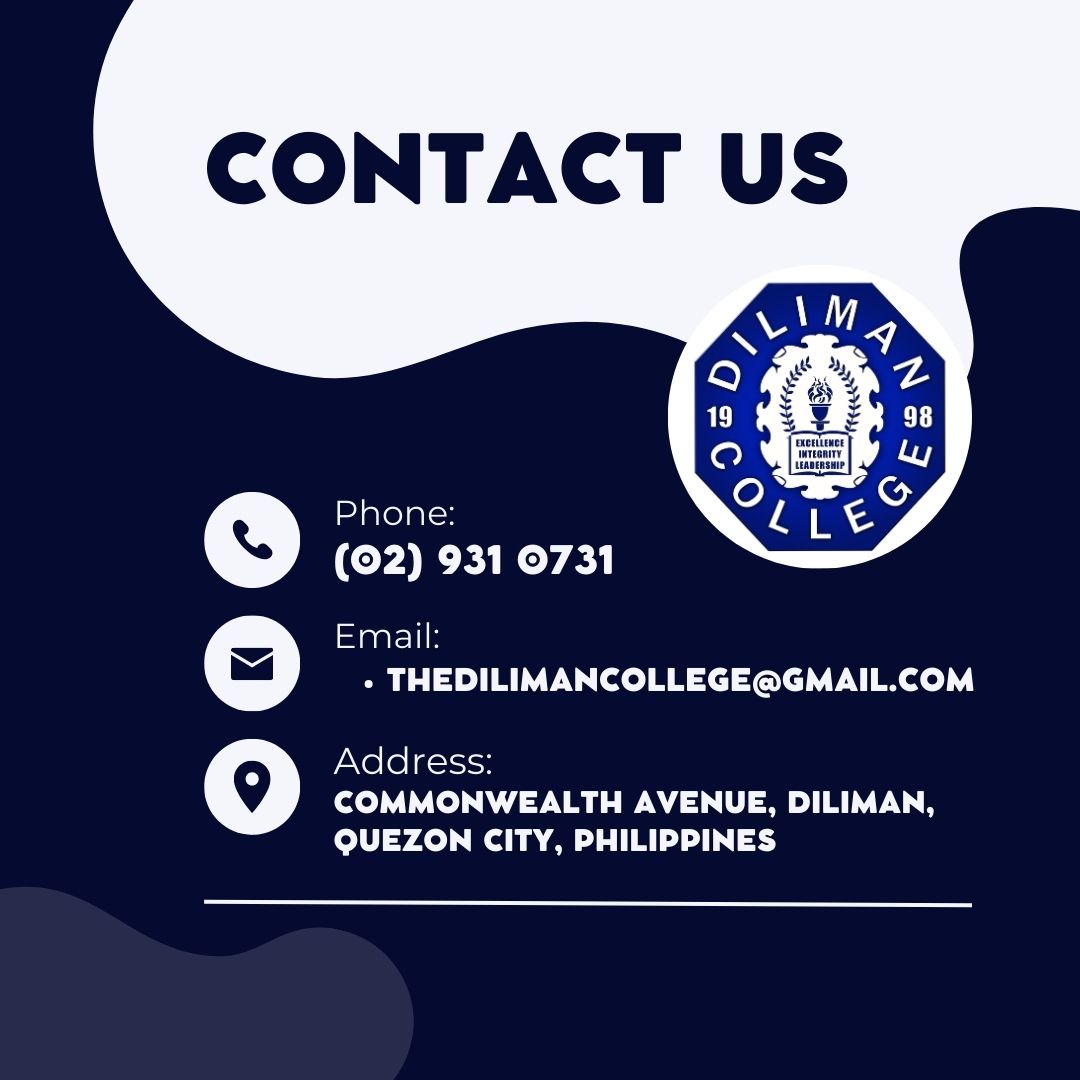 CONTACT US
DILIMAN
19 98
EXCELLENCE
INTEGRITY
LEADERSHIP
COLLEGE
Phone:
(02) 931 0731
Email:
• THEDILIMANCOLLEGE@GMAIL.COM
Address:
COMMONWEALTH AVENUE, DILIMAN,
QUEZON CITY, PHILIPPINES